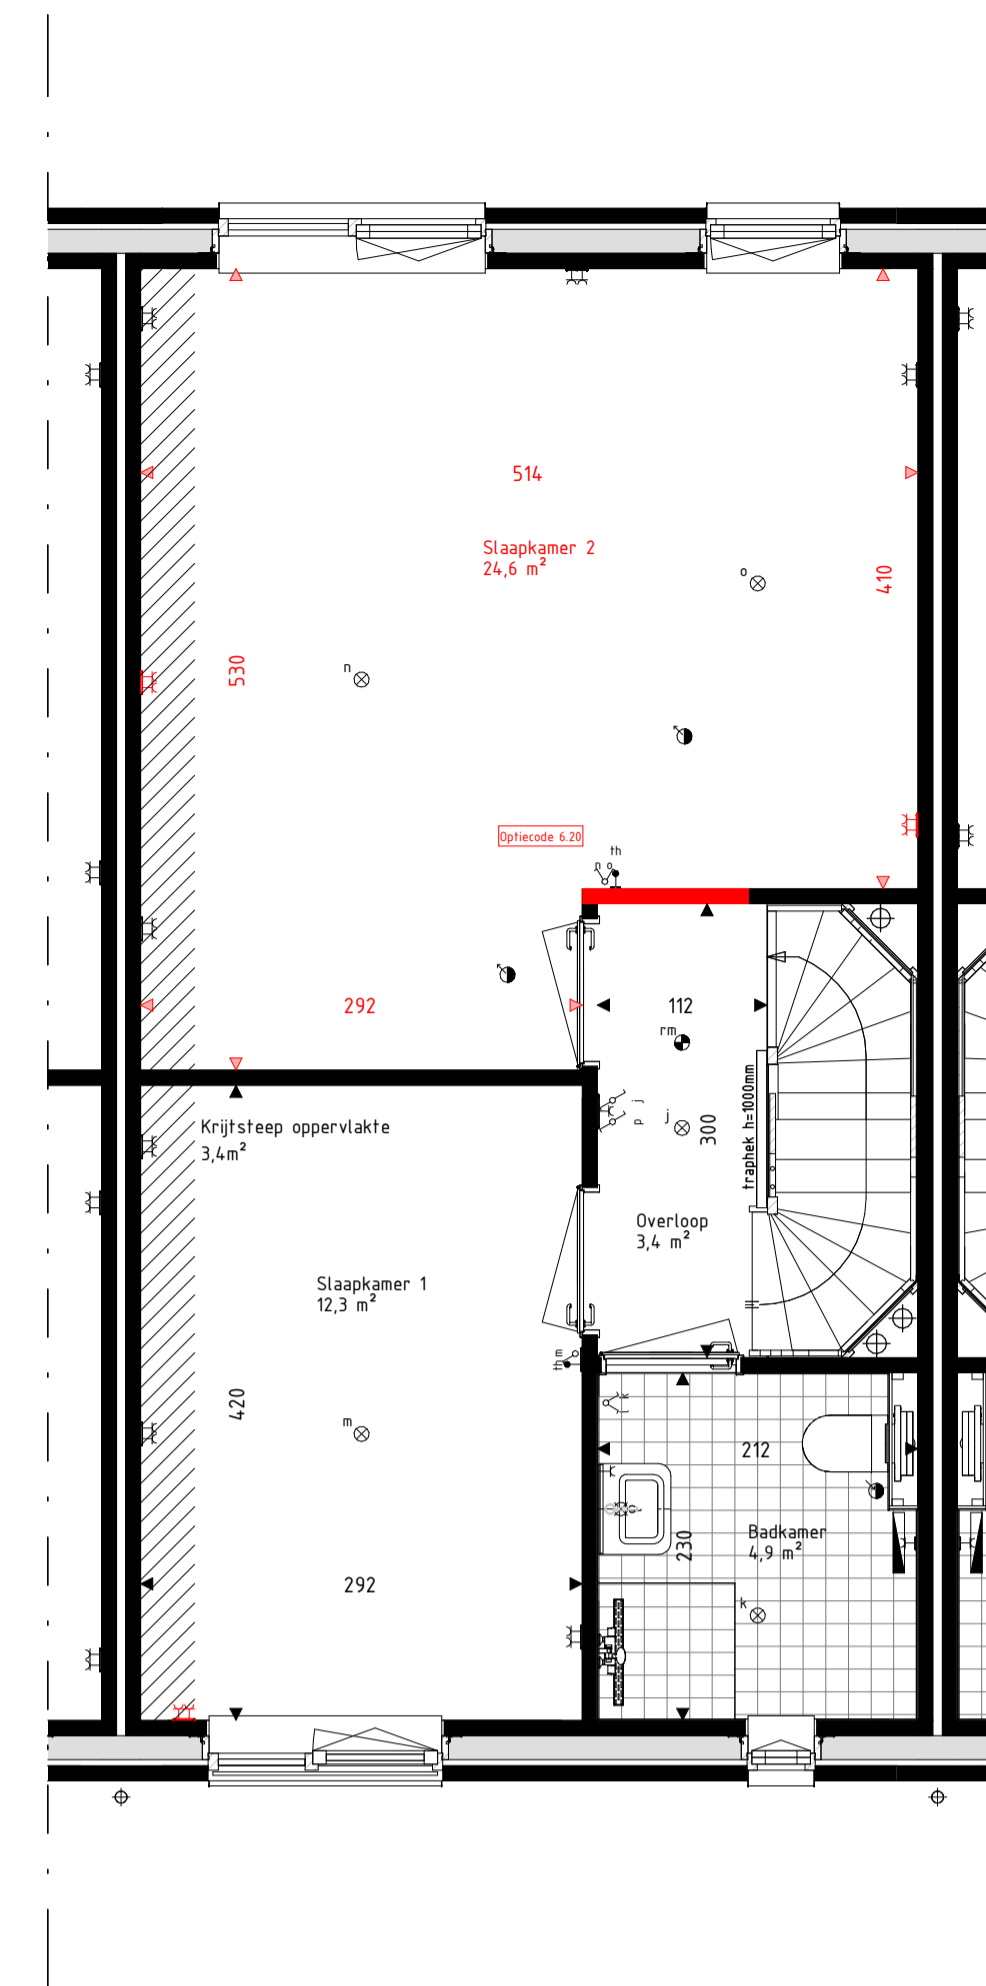 514
Slaapkamer 2
24,6 m²
410
o
530
n
Optiecode 6.20
th
n o
292
112
rm
traphek h=1000mm
300
j
p j
Krijtsteep oppervlakte
3,4m²
Overloop
3,4 m²
Slaapkamer 1
12,3 m²
th m
420
m
k
212
230
Badkamer
4,9 m²
292
k